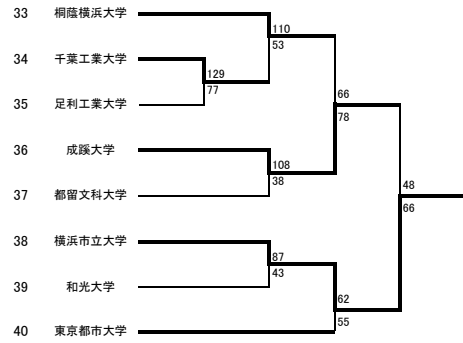 33 桐蔭横浜大学
110
34 千葉工業大学
53
129
77
35 足利工業大学
66
78
36 成蹊大学
108
38
37 都留文科大学
48
66
38 横浜市立大学
87
43
39 和光大学
62
55
40 東京都市大学